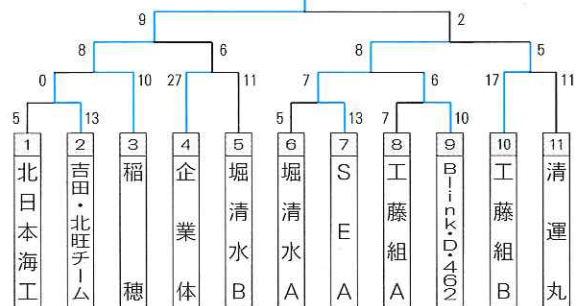 9 2
8 6 8 5
0 10 27 11 7 6 17 11
5 13 5 13 7 10
1 2 3 4 5 6 7 8 9 10 11
北日本海工
吉田・北旺チーム
稲穂
企業体
堀清水B
堀清水A
SEA
工藤組A
Blink・D・462
工藤組B
清運丸